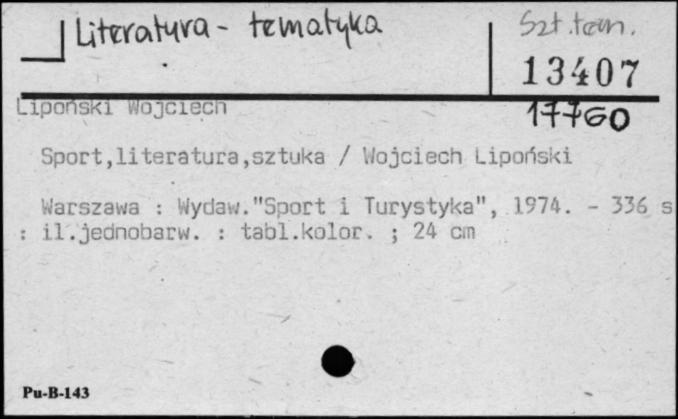 Literatura - tematyka
Szt. tem.
13407
Lipoński Wojciech
17760
Sport,literatura,sztuka / Wojciech Lipoński
Warszawa : Wydaw."Sport i Turystyka", 1974. - 336 s
: il.jednobarw. : tabl.kolor. ; 24 cm
Pu-B-143